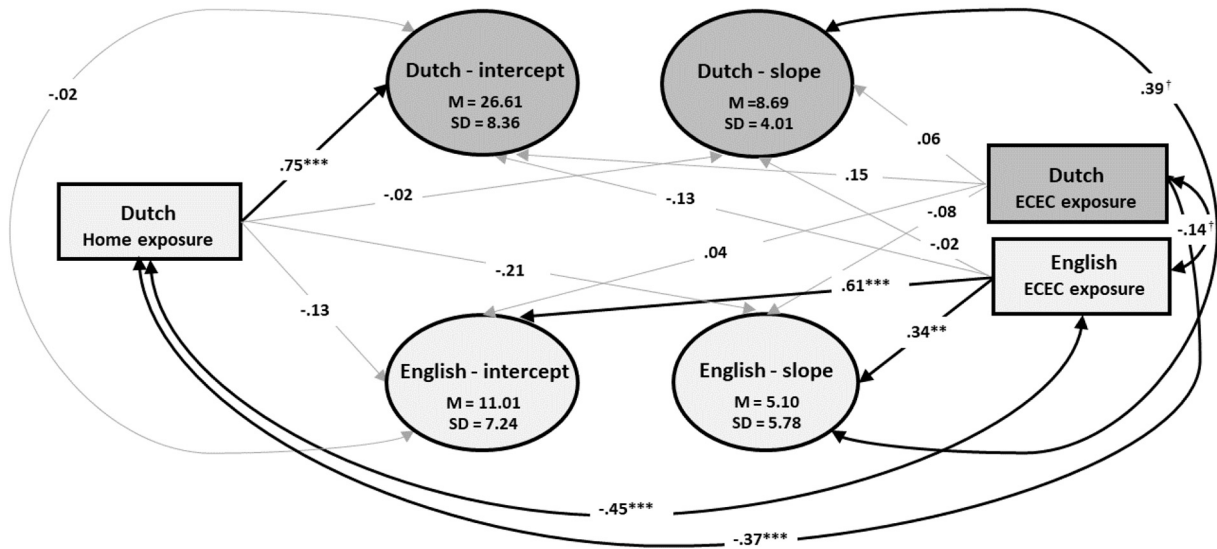 Dutch - intercept
M = 26.61
SD = 8.36
Dutch - slope
M =8.69
SD = 4.01
-.02
.39†
.75***
.06
Dutch
ECEC exposure
.15
-.02
-.13
Dutch
Home exposure
-.08
-.14†
-.02
.04
English
ECEC exposure
-.21
.61***
-.13
.34**
English - intercept
M = 11.01
SD = 7.24
English - slope
M = 5.10
SD = 5.78
-.45***
-.37***